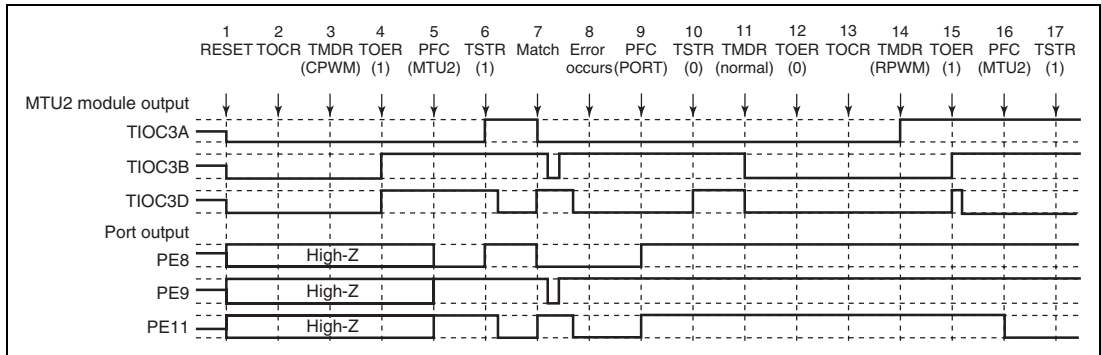 1 2 3 4 5 6 7 8 9 10 11 12 13 14 15 16 17
RESET TOCR TMDR TOER PFC TSTR Match Error PFC TSTR TMDR TOER TOCR TMDR TOER PFC TSTR
(CPWM) (1) (MTU2) (1) occurs (PORT) (0) (normal) (0) (RPWM) (1) (MTU2) (1)
MTU2 module output
TIOC3A
TIOC3B
TIOC3D
Port output
PE8 High-Z
PE9 High-Z
PE11 High-Z